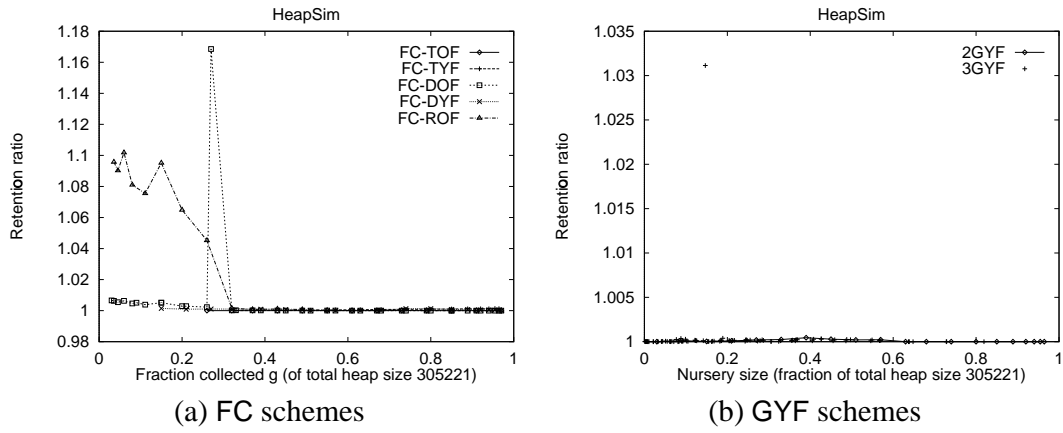 HeapSim
1.18
1.16
1.14
1.12
1.1
1.08
1.06
1.04
1.02
1
0.98
Retention ratio
FC-TOF
FC-TYF
FC-DOF
FC-DYF
FC-ROF
0 0.2 0.4 0.6 0.8 1
Fraction collected g (of total heap size 305221)
(a) FC schemes
HeapSim
1.035
1.03
1.025
1.02
1.015
1.01
1.005
1
Retention ratio
2GYF
3GYF
0 0.2 0.4 0.6 0.8 1
Nursery size (fraction of total heap size 305221)
(b) GYF schemes